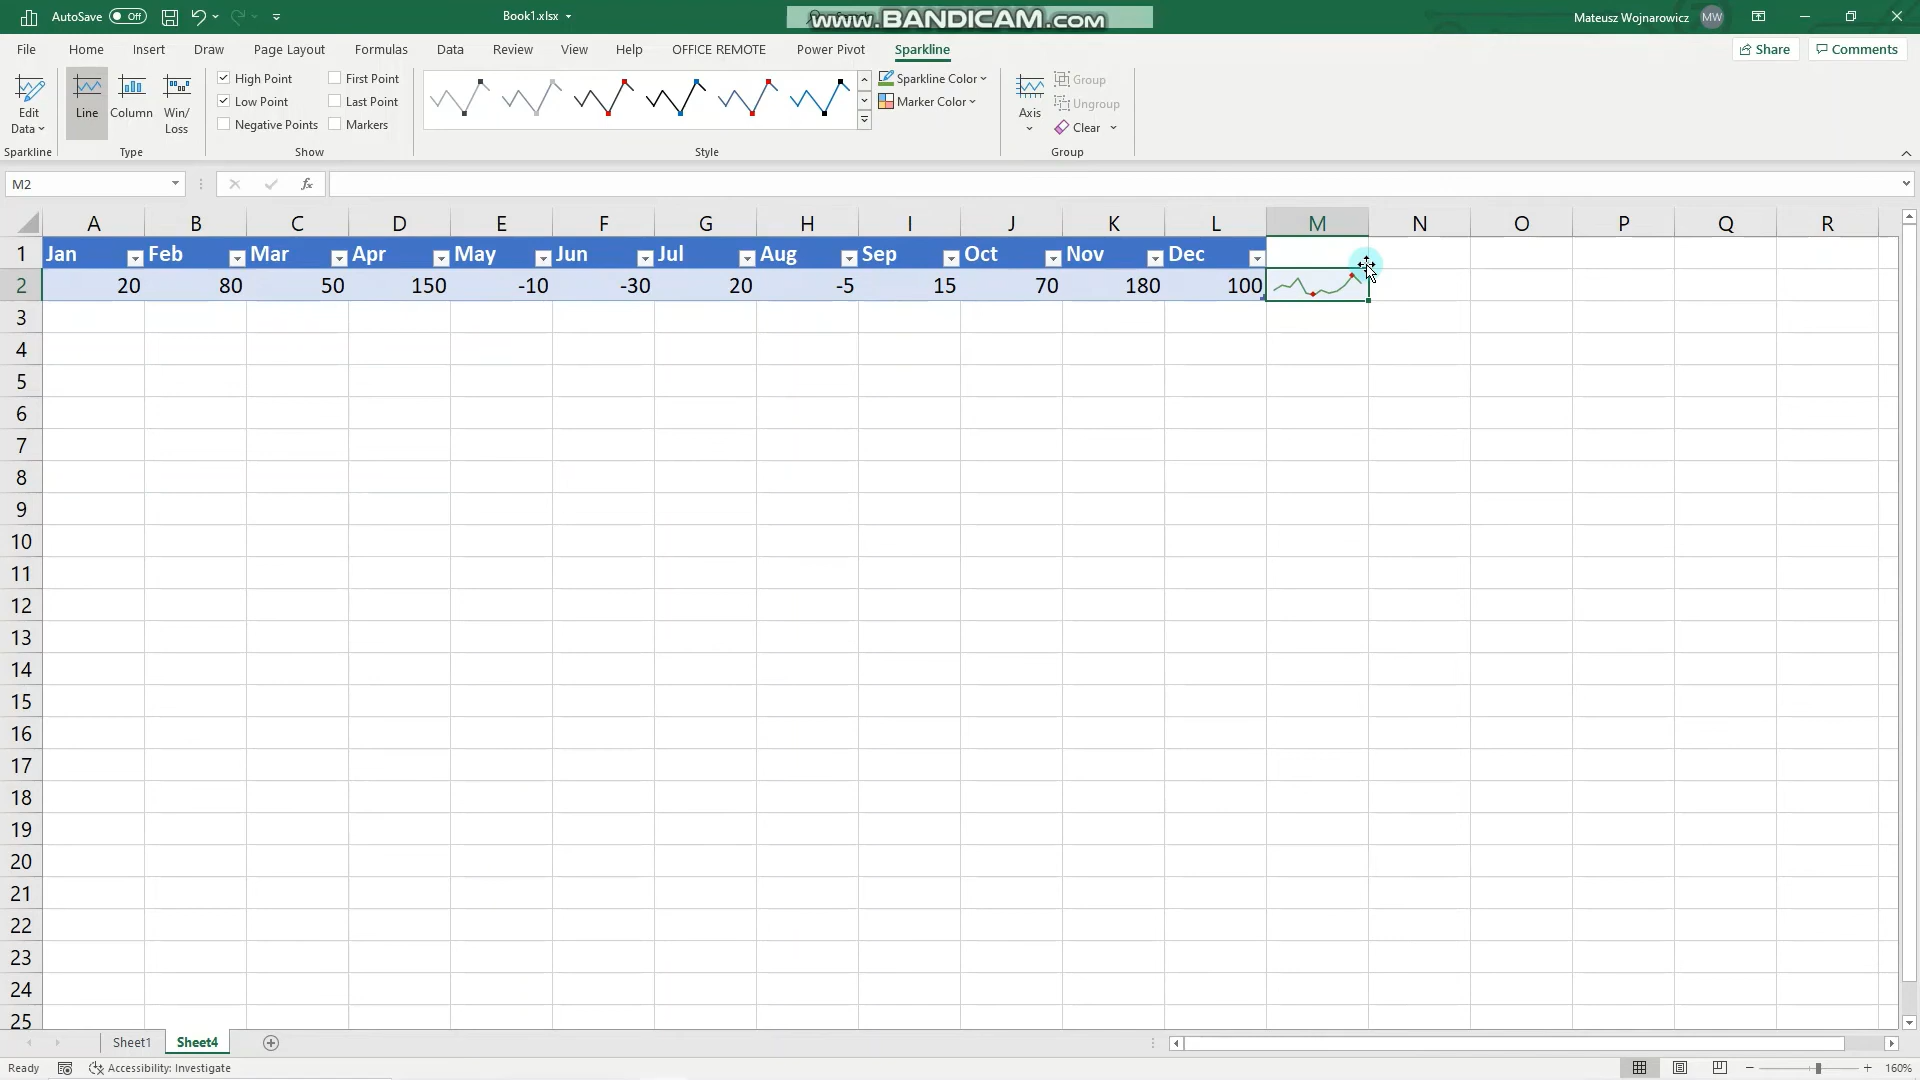 AutoSave Off Book1.xlsx www.BANDICAM.com Mateusz Wojnarowicz MW
File Home Insert Draw Page Layout Formulas Data Review View Help OFFICE REMOTE Power Pivot Sparkline Share Comments
Edit Data
Line
Column
Win/Loss
High Point
Low Point
Negative Points
First Point
Last Point
Markers
Sparkline Color
Marker Color
Axis
Group
Ungroup
Clear
Sparkline Type Show Style Group
M2 fx
A B C D E F G H I J K L M N O P Q R
1 Jan Feb Mar Apr May Jun Jul Aug Sep Oct Nov Dec
2 20 80 50 150 -10 -30 20 -5 15 70 180 100
3
4
5
6
7
8
9
10
11
12
13
14
15
16
17
18
19
20
21
22
23
24
25
Sheet1 Sheet4
Ready Accessibility: Investigate 160%